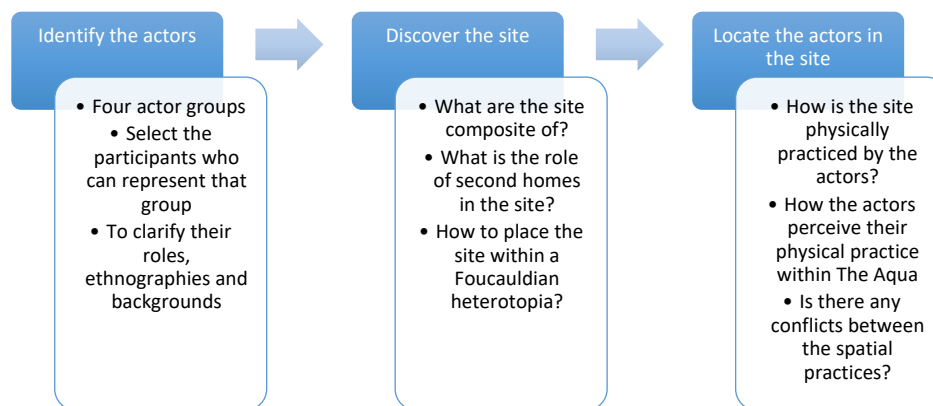 Identify the actors
• Four actor groups
• Select the
participants who
can represent that
group
• To clarify their
roles,
ethnographies and
backgrounds
Discover the site
• What are the site
composite of?
• What is the role
of second homes
in the site?
• How to place the
site within a
Foucauldian
heterotopia?
Locate the actors in
the site
• How is the site
physically
practiced by the
actors?
• How the actors
perceive their
physical practice
within The Aqua
• Is there any
conflicts between
the spatial
practices?